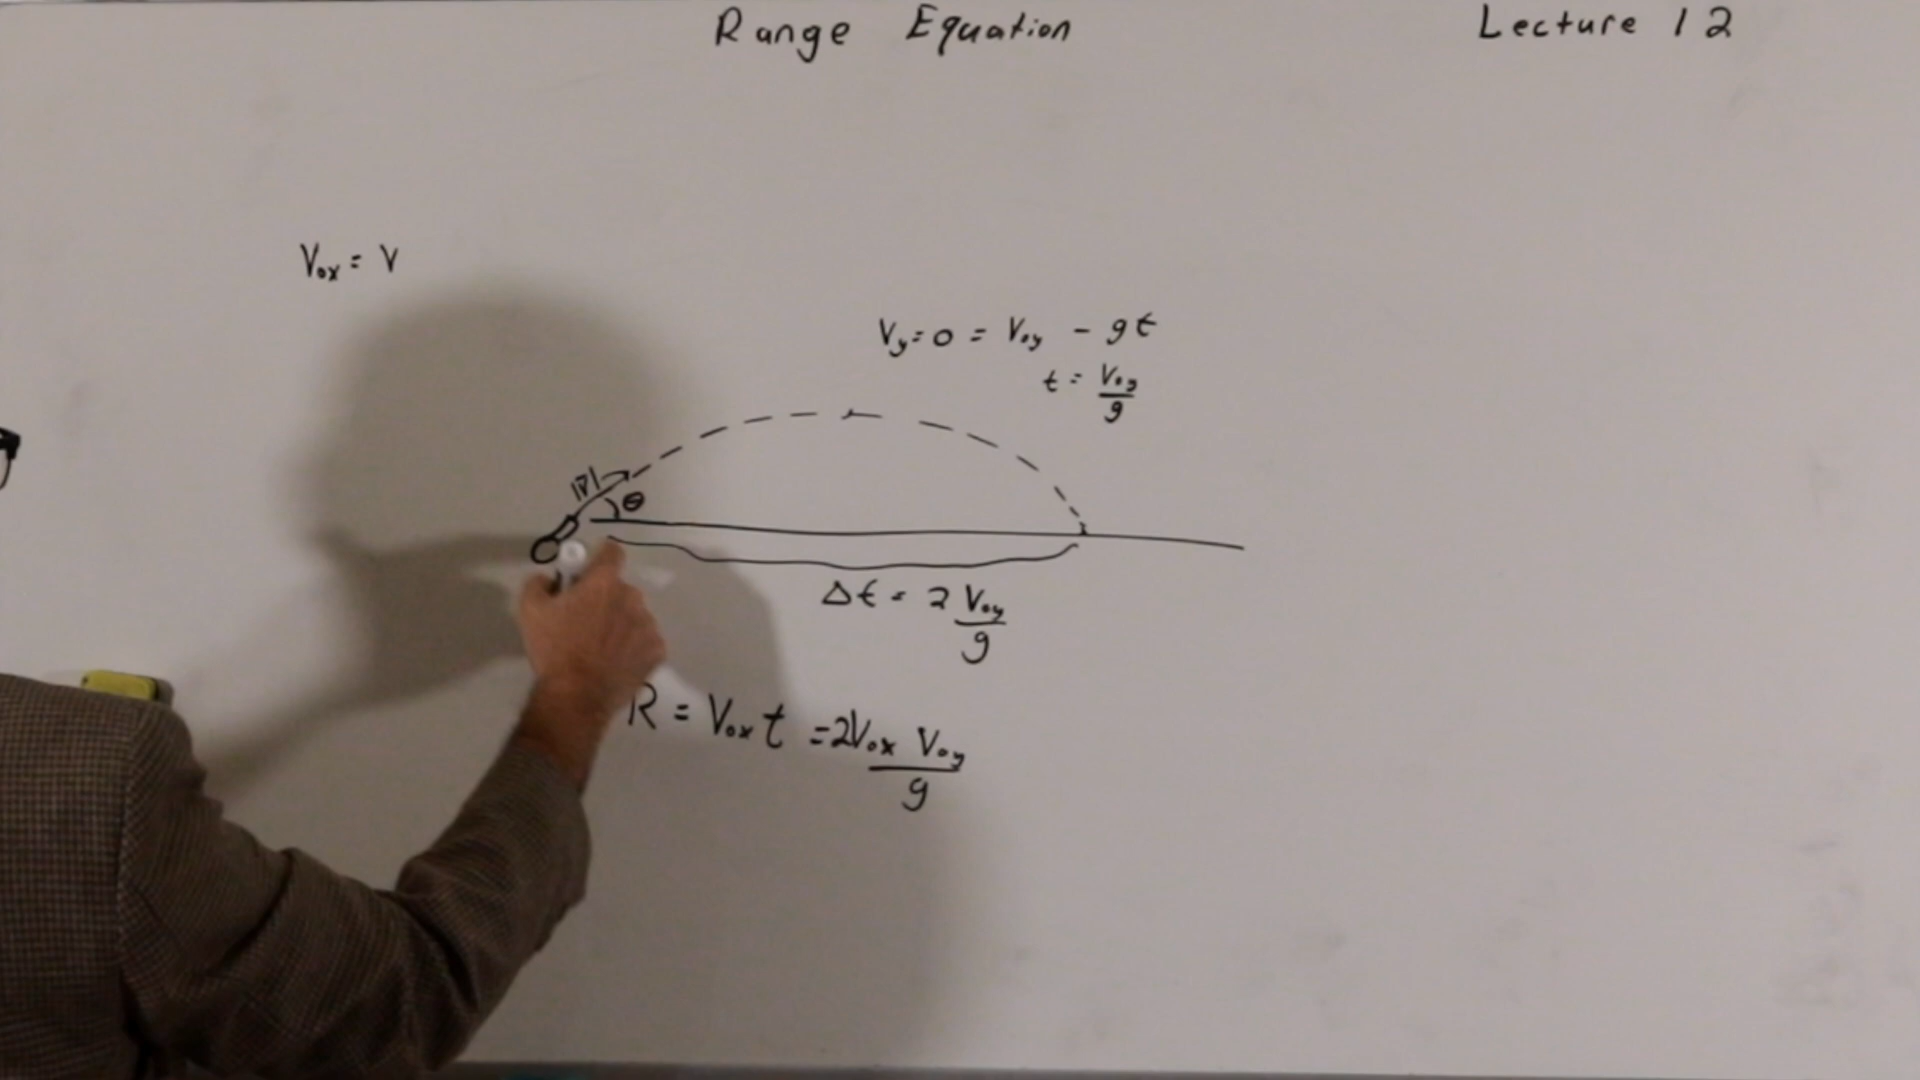 Range Equation
Lecture 12
Vox = V
Vy = 0 = Voy - gt
t = Voy/g
|V| θ
Δt = 2 Voy/g
R = Vox t = 2Vox Voy/g